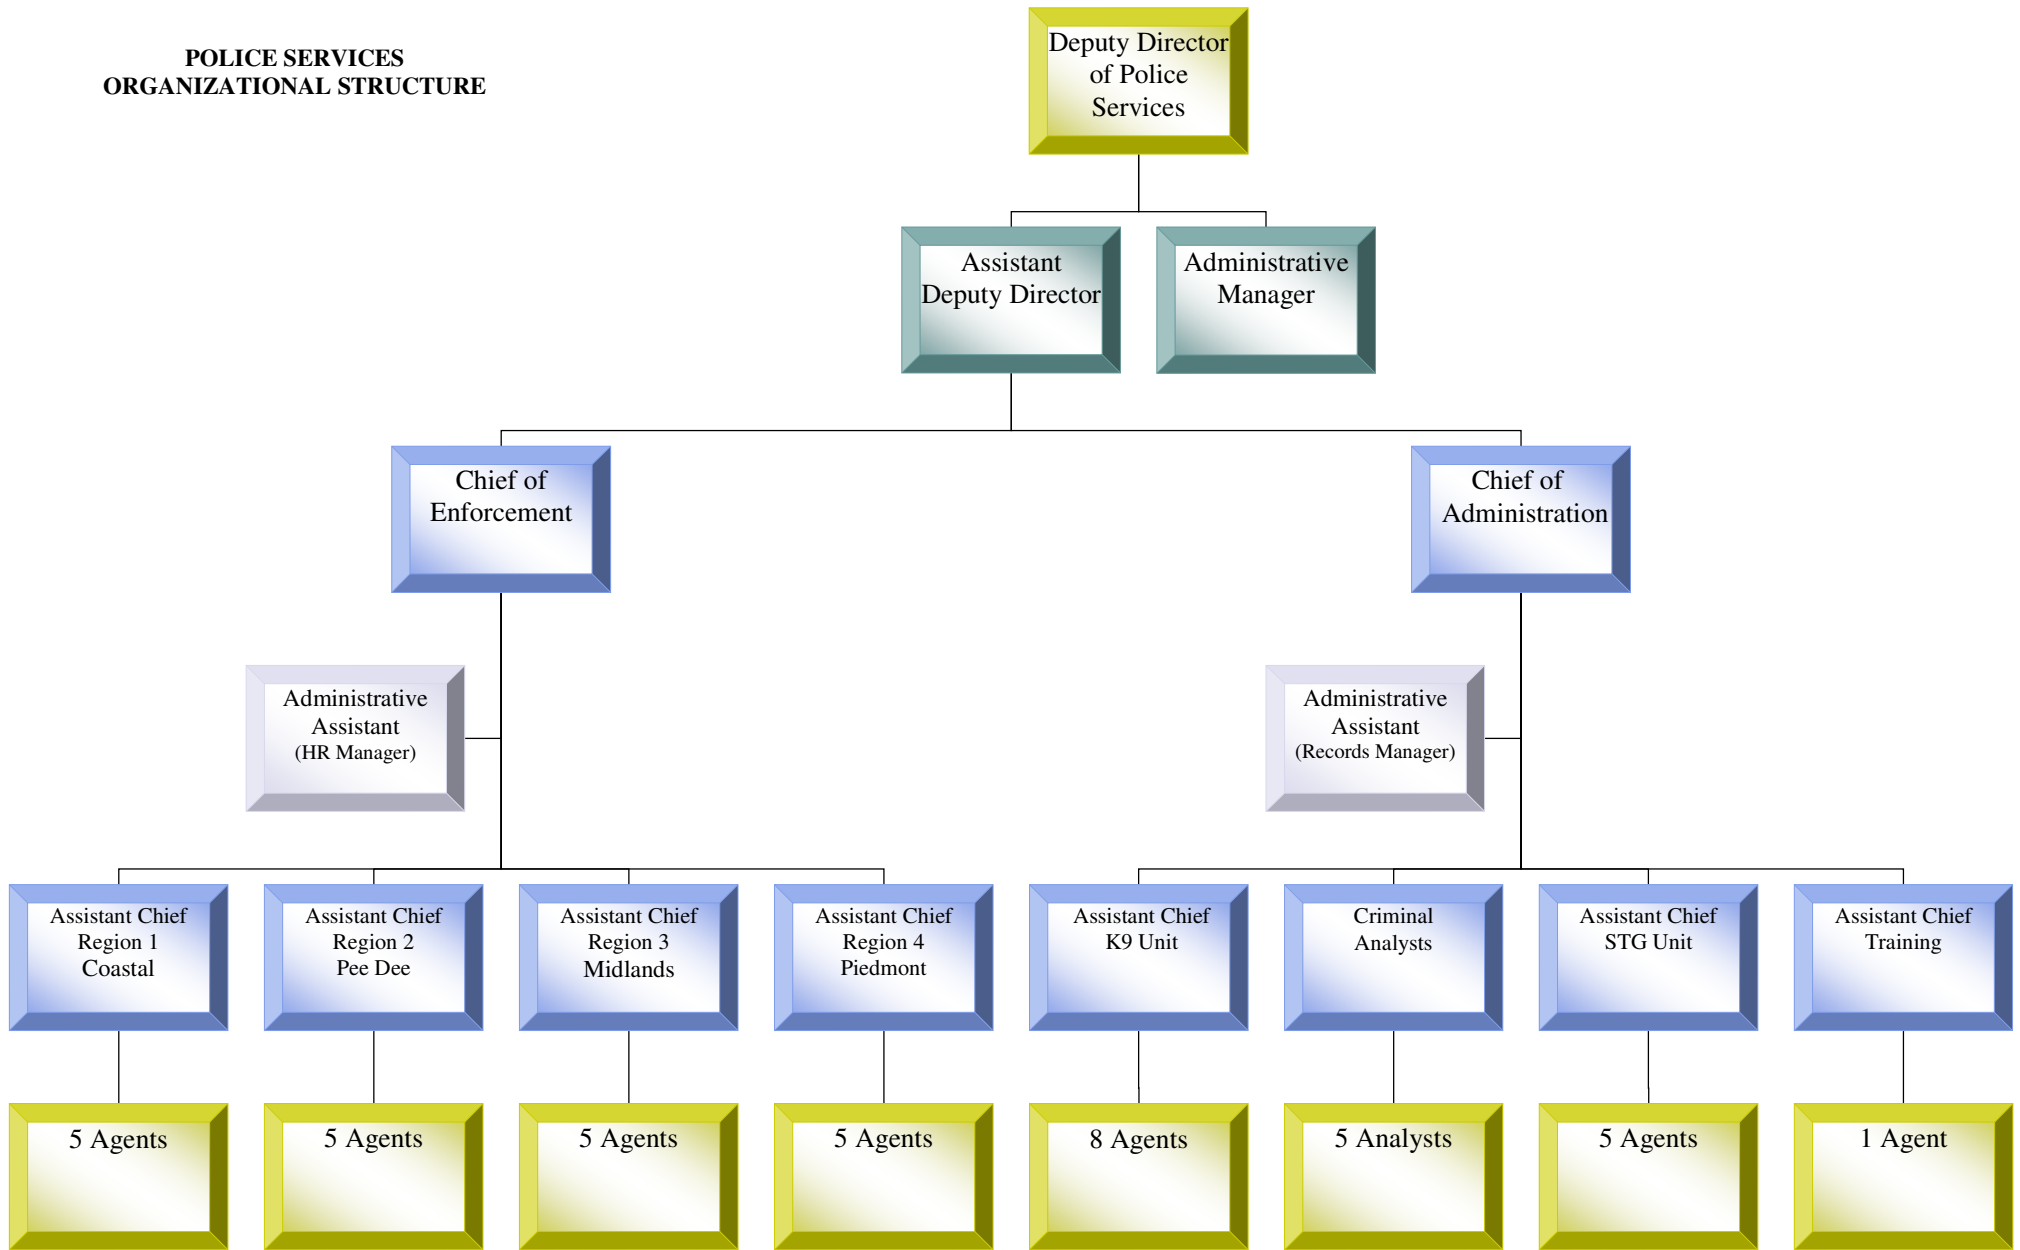 POLICE SERVICES
ORGANIZATIONAL STRUCTURE
Deputy Director
of Police
Services
Assistant
Deputy Director
Administrative
Manager
Chief of
Enforcement
Chief of
Administration
Administrative
Assistant
(HR Manager)
Administrative
Assistant
(Records Manager)
Assistant Chief
Region 1
Coastal
Assistant Chief
Region 2
Pee Dee
Assistant Chief
Region 3
Midlands
Assistant Chief
Region 4
Piedmont
Assistant Chief
K9 Unit
Criminal
Analysts
Assistant Chief
STG Unit
Assistant Chief
Training
5 Agents
5 Agents
5 Agents
5 Agents
8 Agents
5 Analysts
5 Agents
1 Agent